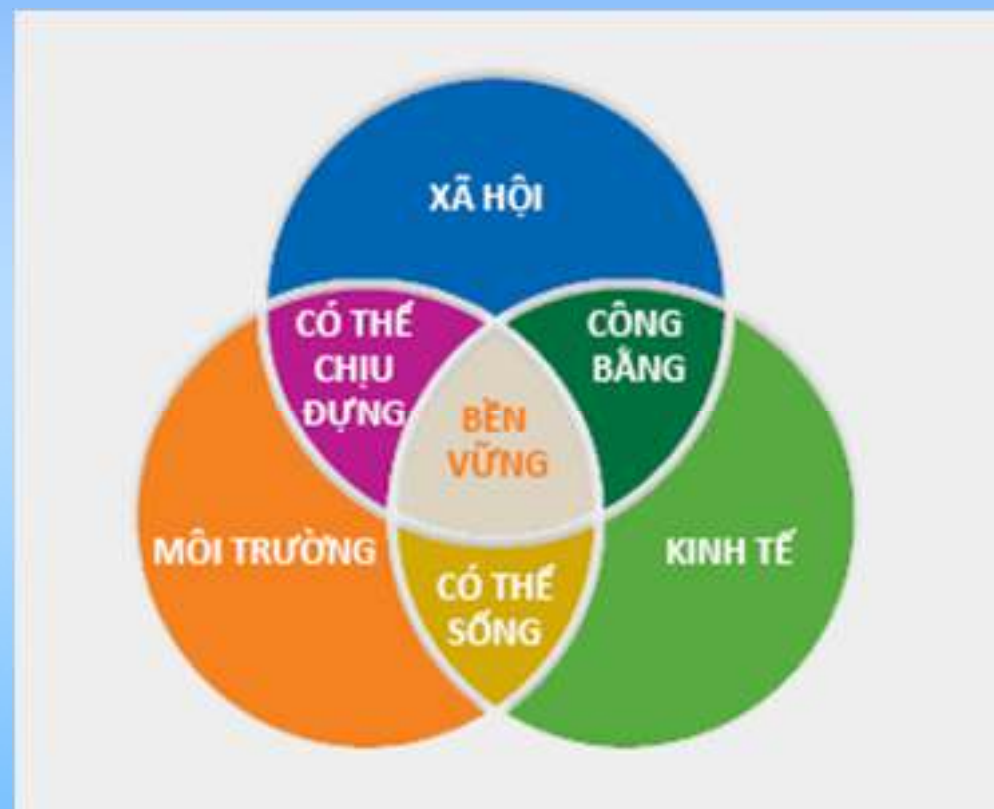 XÃ HỘI
CÓ THỂ
CHỊU
ĐỰNG
CÔNG
BẰNG
BỀN
VỮNG
MÔI TRƯỜNG
KINH TẾ
CÓ THỂ
SỐNG